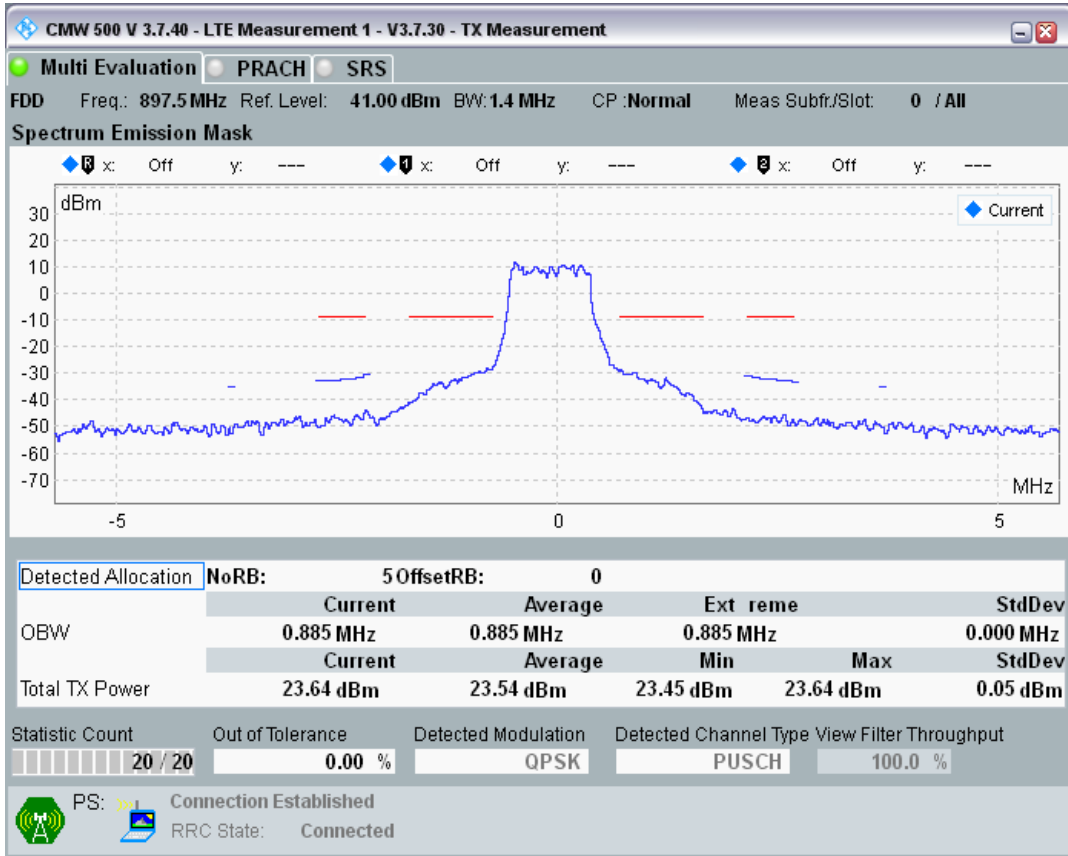 CMW 500 V 3.7.40 - LTE Measurement 1 - V3.7.30 - TX Measurement
Multi Evaluation PRACH SRS
FDD Freq.: 897.5 MHz Ref. Level: 41.00 dBm BW: 1.4 MHz CP :Normal Meas Subfr./Slot: 0 / All
Spectrum Emission Mask
R x: Off y: --- 1 x: Off y: --- 2 x: Off y: ---
dBm
Current
30
20
10
0
-10
-20
-30
-40
-50
-60
-70
MHz
-5 0 5
Detected Allocation NoRB: 5 OffsetRB: 0
Current Average Ext reme StdDev
OBW 0.885 MHz 0.885 MHz 0.885 MHz 0.000 MHz
Current Average Min Max StdDev
Total TX Power 23.64 dBm 23.54 dBm 23.45 dBm 23.64 dBm 0.05 dBm
Statistic Count Out of Tolerance Detected Modulation Detected Channel Type View Filter Throughput
20 / 20 0.00 % QPSK PUSCH 100.0 %
PS: Connection Established
RRC State: Connected